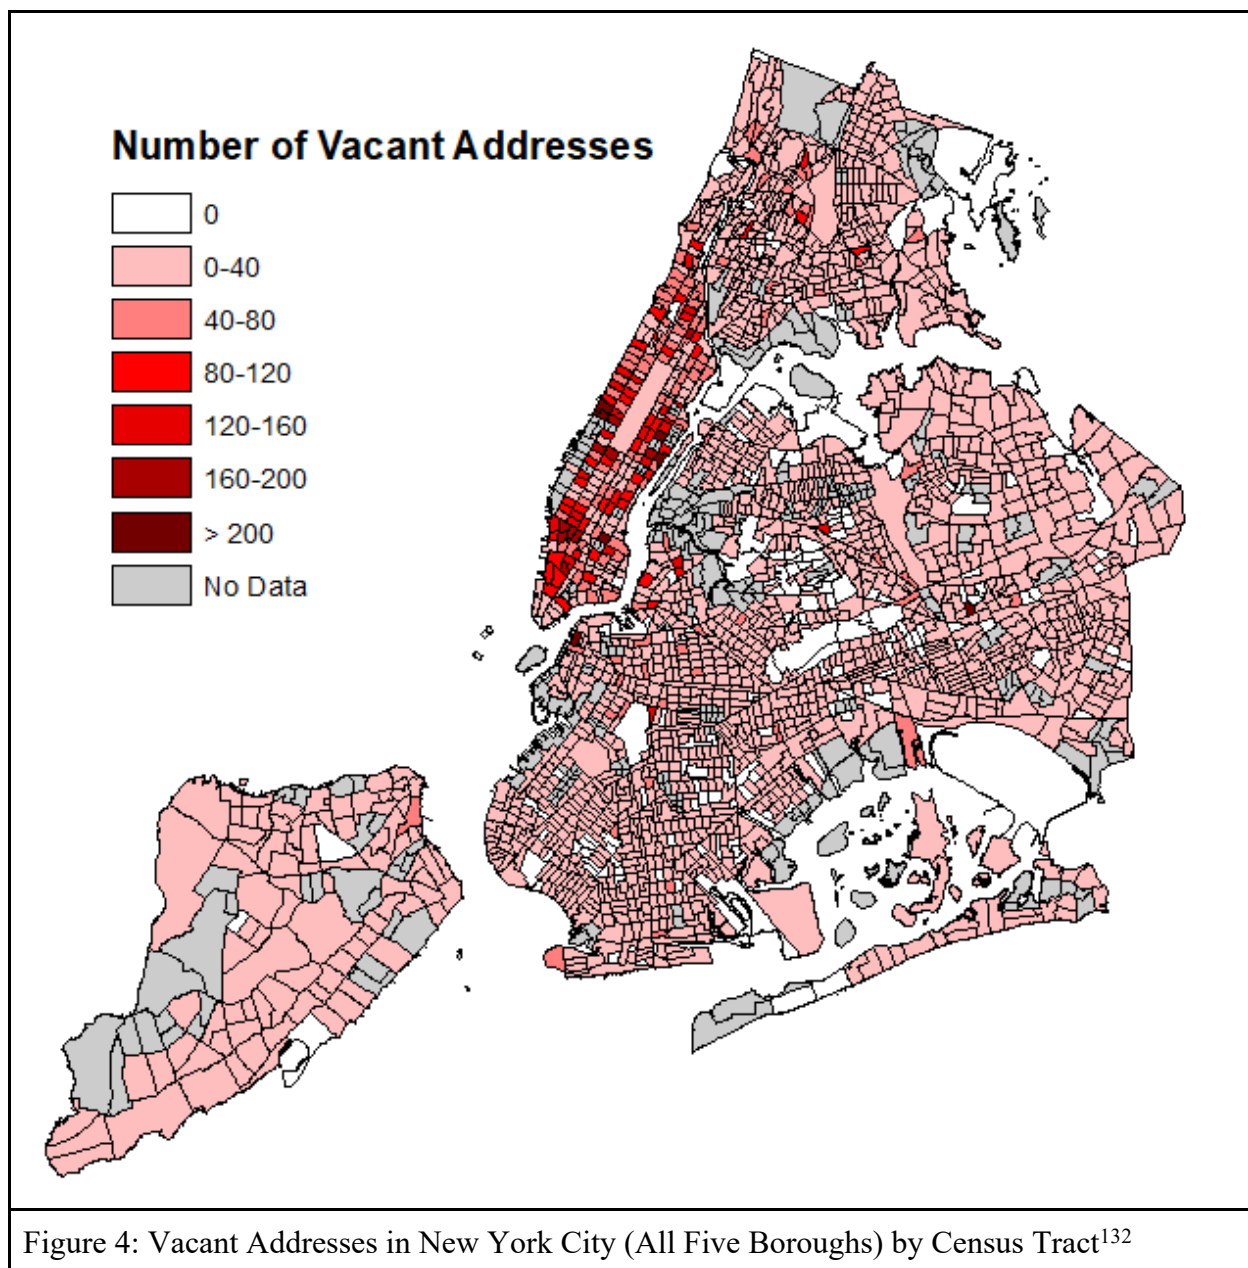 Number of Vacant Addresses
0
0-40
40-80
80-120
120-160
160-200
> 200
No Data
Figure 4: Vacant Addresses in New York City (All Five Boroughs) by Census Tract132